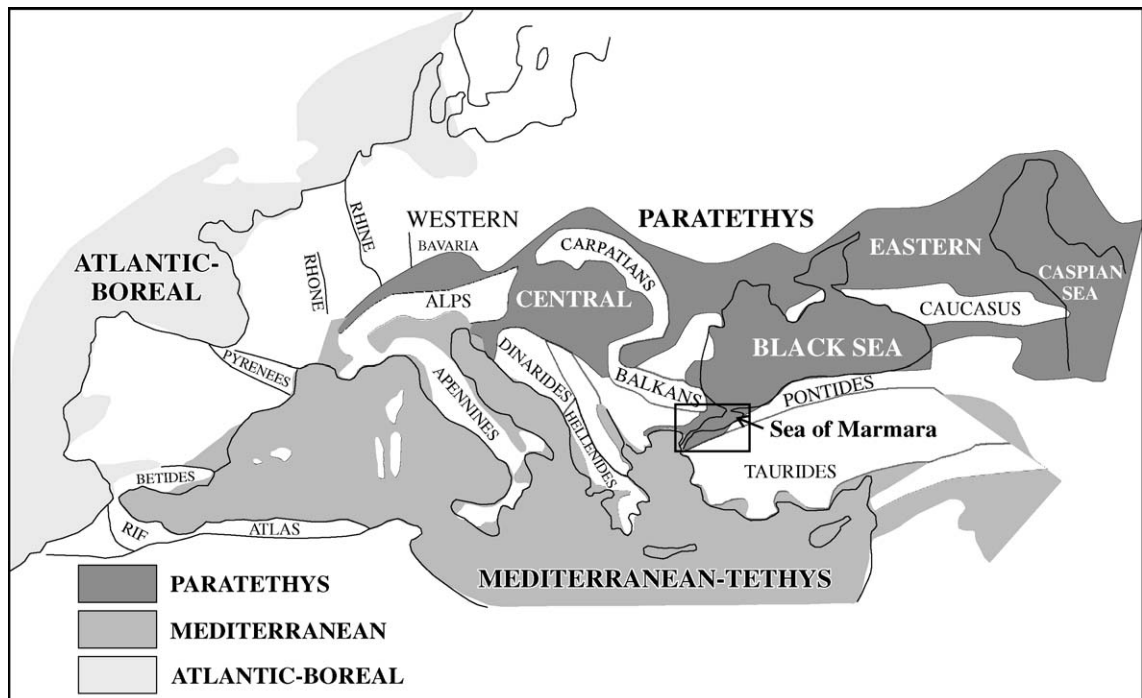 WESTERN
BAVARIA
PARATETHYS
RHINE
RHONE
ATLANTIC-
BOREAL
CARPATIANS
EASTERN
CASPIAN
SEA
ALPS
CENTRAL
CAUCASUS
BLACK SEA
PYRENEES
APENNINES
DINARIDES
HELLENIDES
BALKANS
PONTIDES
Sea of Marmara
BETIDES
TAURIDES
RIF
ATLAS
MEDITERRANEAN-TETHYS
PARATETHYS
MEDITERRANEAN
ATLANTIC-BOREAL